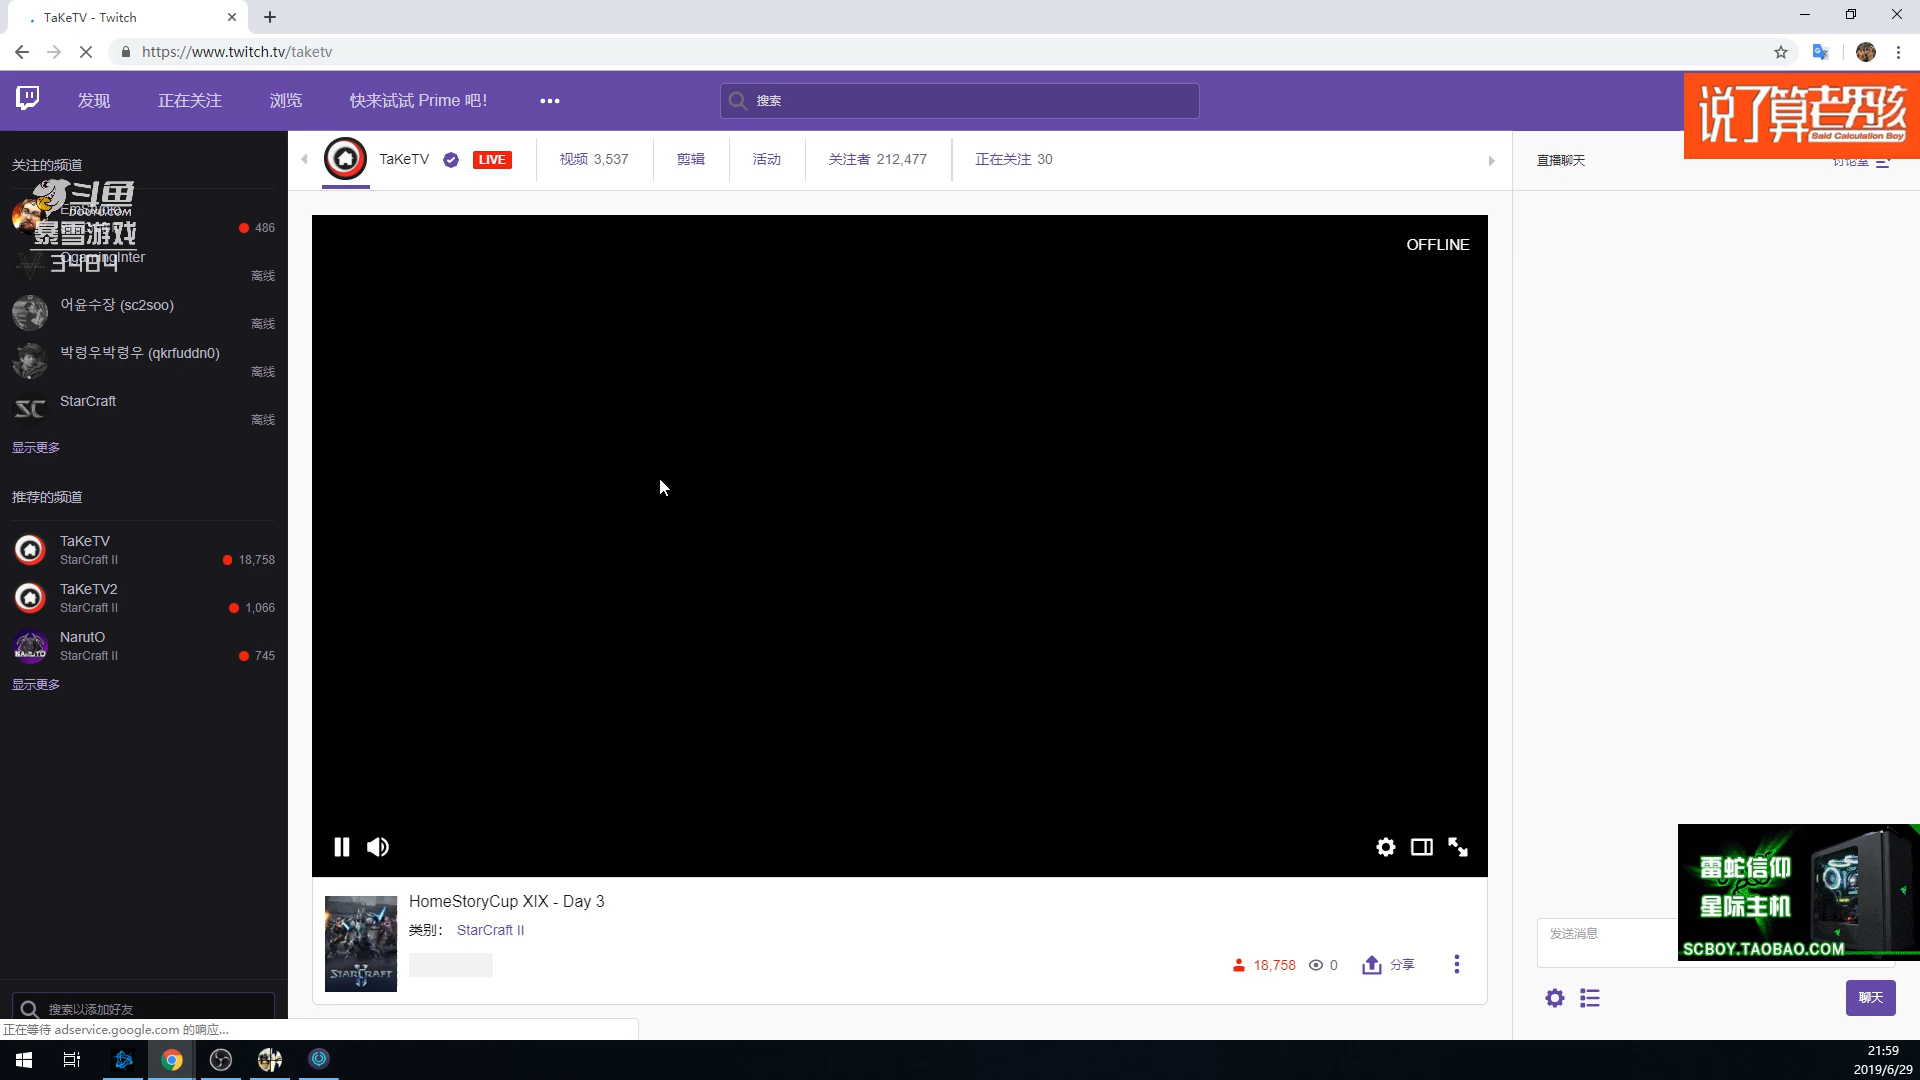 TaKeTV - Twitch
https://www.twitch.tv/taketv
发现
正在关注
浏览
快来试试 Prime 吧!
搜索
说了算老男孩
Said Calculation Boy
关注的频道
斗鱼
DOUYU.COM
暴雪游戏
3484
486
OgamingInter
离线
어윤수장 (sc2soo)
离线
박령우박령우 (qkrfuddn0)
离线
StarCraft
离线
显示更多
推荐的频道
TaKeTV
StarCraft II
18,758
TaKeTV2
StarCraft II
1,066
NarutO
StarCraft II
745
显示更多
搜索以添加好友
正在等待 adservice.google.com 的响应...
TaKeTV
LIVE
视频 3,537
剪辑
活动
关注者 212,477
正在关注 30
OFFLINE
HomeStoryCup XIX - Day 3
类别： StarCraft II
STARCRAFT
18,758
0
分享
直播聊天
讨论室
雷蛇信仰
星际主机
SCBOY.TAOBAO.COM
发送消息
聊天
21:59
2019/6/29